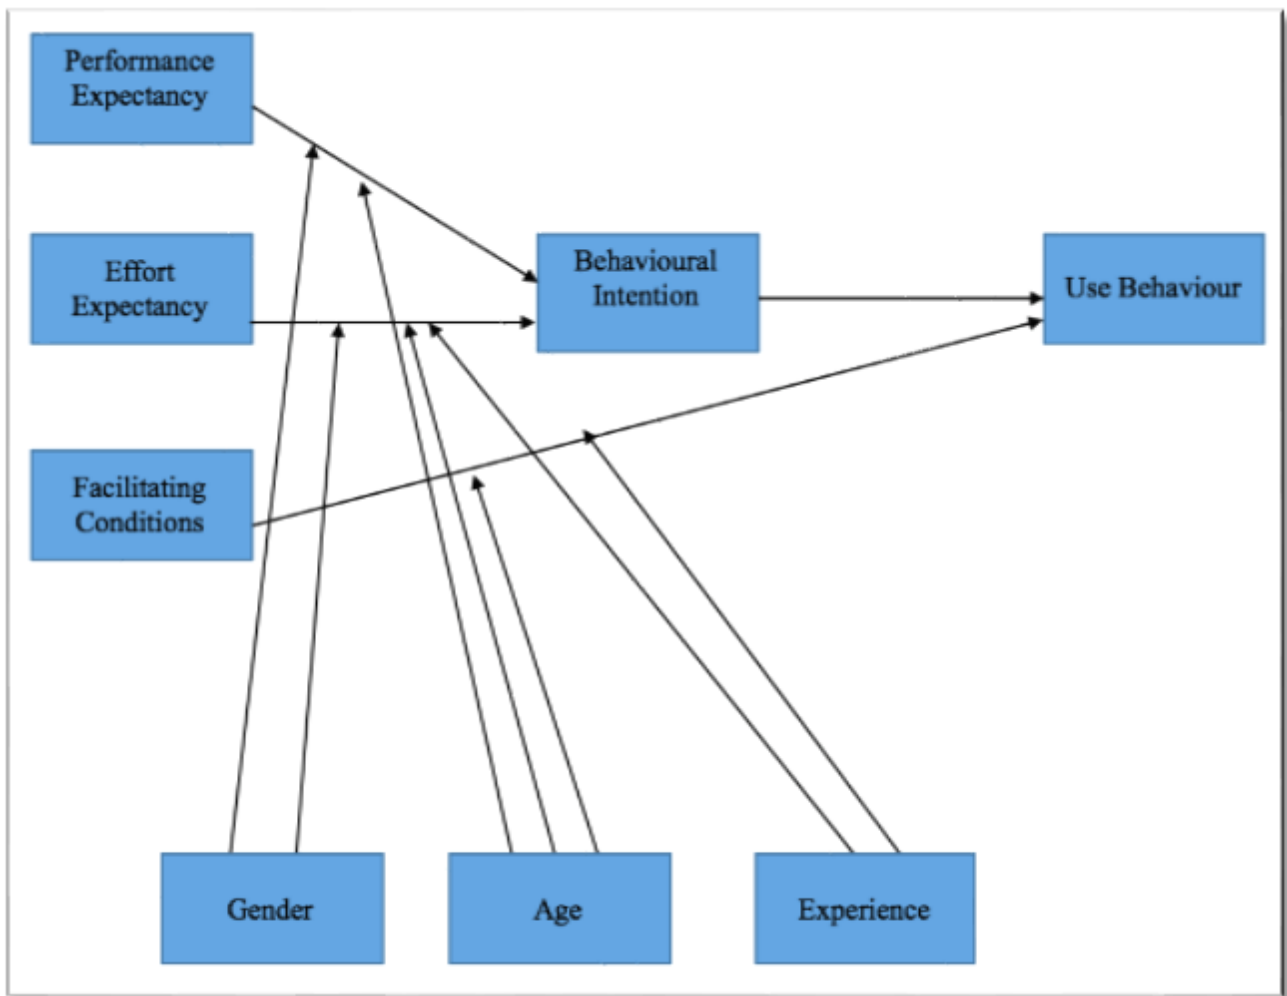 Performance
Expectancy
Effort
Expectancy
Behavioural
Intention
Use Behaviour
Facilitating
Conditions
Gender
Age
Experience